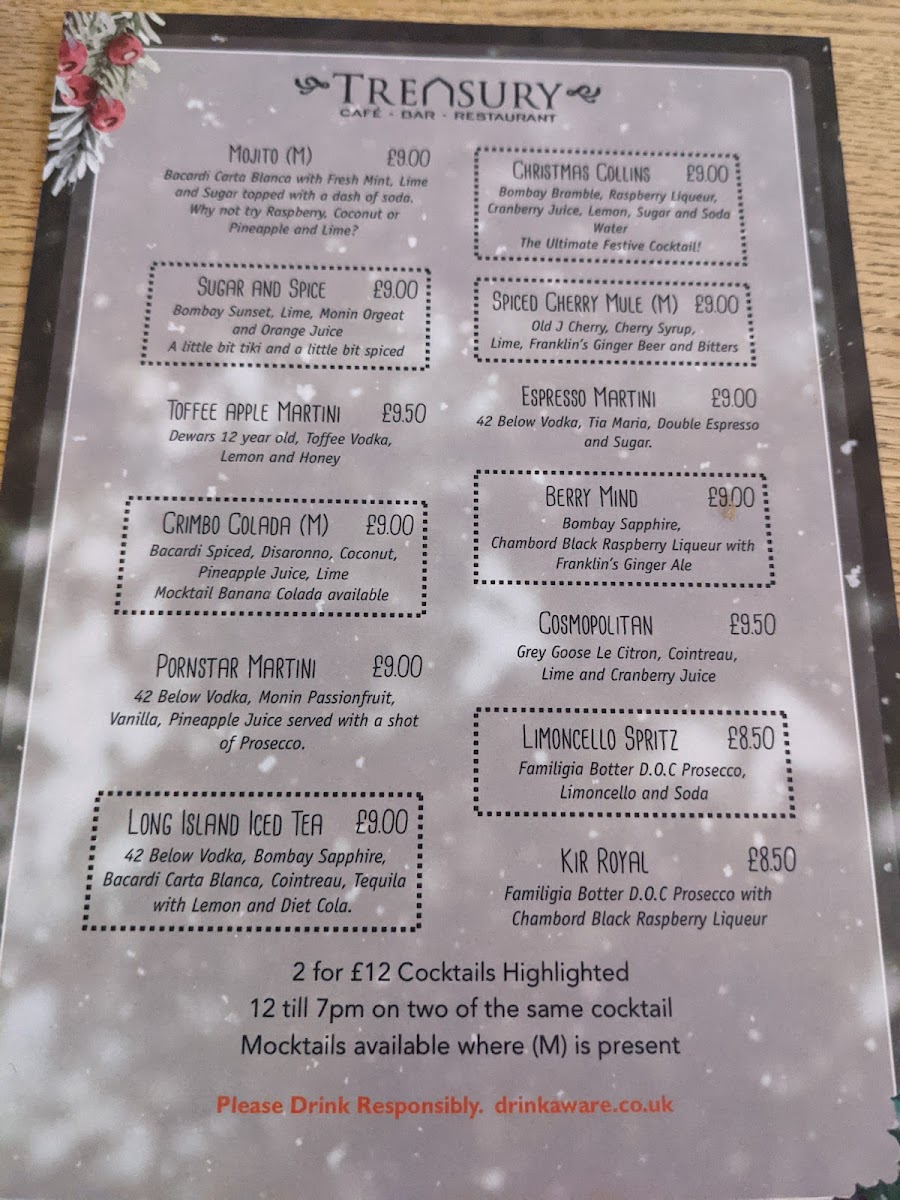 TREASURY
CAFÉ · BAR · RESTAURANT
MOJITO (M) £9.00
Bacardi Carta Blanca with Fresh Mint, Lime
and Sugar topped with a dash of soda.
Why not try Raspberry, Coconut or
Pineapple and Lime?
SUGAR AND SPICE £9.00
Bombay Sunset, Lime, Monin Orgeat
and Orange Juice
A little bit tiki and a little bit spiced
TOFFEE APPLE MARTINI £9.50
Dewars 12 year old, Toffee Vodka,
Lemon and Honey
CRIMBO COLADA (M) £9.00
Bacardi Spiced, Disaronno, Coconut,
Pineapple Juice, Lime
Mocktail Banana Colada available
PORNSTAR MARTINI £9.00
42 Below Vodka, Monin Passionfruit,
Vanilla, Pineapple Juice served with a shot
of Prosecco.
LONG ISLAND ICED TEA £9.00
42 Below Vodka, Bombay Sapphire,
Bacardi Carta Blanca, Cointreau, Tequila
with Lemon and Diet Cola.
CHRISTMAS COLLINS £9.00
Bombay Bramble, Raspberry Liqueur,
Cranberry Juice, Lemon, Sugar and Soda
Water
The Ultimate Festive Cocktail!
SPICED CHERRY MULE (M) £9.00
Old J Cherry, Cherry Syrup,
Lime, Franklin's Ginger Beer and Bitters
ESPRESSO MARTINI £9.00
42 Below Vodka, Tia Maria, Double Espresso
and Sugar.
BERRY MIND £9.00
Bombay Sapphire,
Chambord Black Raspberry Liqueur with
Franklin's Ginger Ale
COSMOPOLITAN £9.50
Grey Goose Le Citron, Cointreau,
Lime and Cranberry Juice
LIMONCELLO SPRITZ £8.50
Familigia Botter D.O.C Prosecco,
Limoncello and Soda
KIR ROYAL £8.50
Familigia Botter D.O.C Prosecco with
Chambord Black Raspberry Liqueur
2 for £12 Cocktails Highlighted
12 till 7pm on two of the same cocktail
Mocktails available where (M) is present
Please Drink Responsibly. drinkaware.co.uk